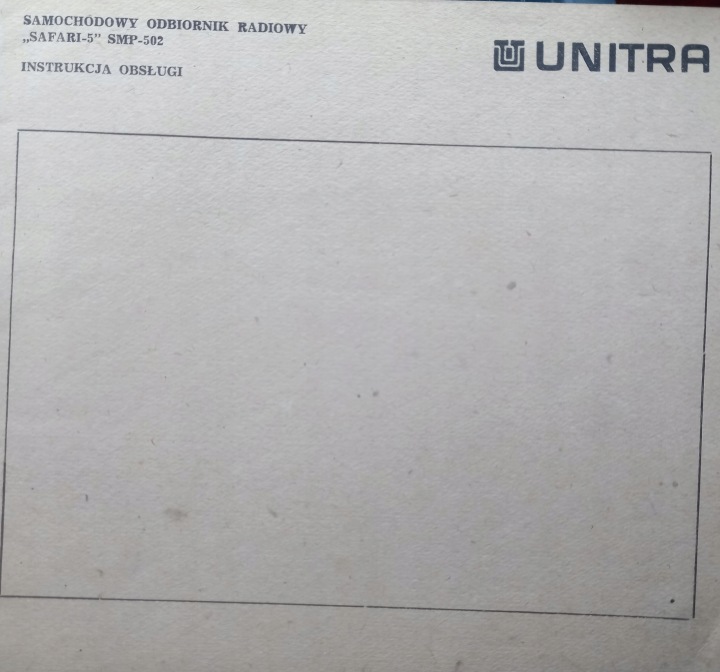 SAMOCHODOWY ODBIORNIK RADIOWY
„SAFARI-5” SMP-502
INSTRUKCJA OBSŁUGI
UNITRA